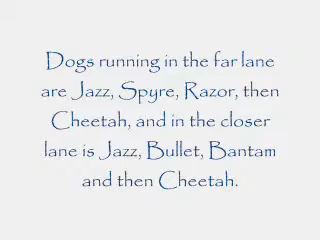 Dogs running in the far lane
are Jazz, Spyre, Razor, then
Cheetah, and in the closer
lane is Jazz, Bullet, Bantam
and then Cheetah.